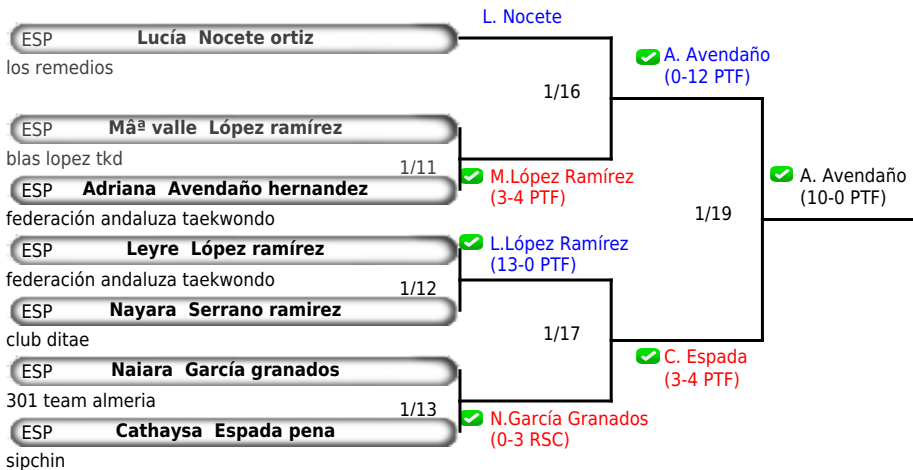 L. Nocete
ESP Lucía Nocete ortiz
los remedios
A. Avendaño
(0-12 PTF)
1/16
ESP Mâª valle López ramírez
blas lopez tkd
1/11
M.López Ramírez
(3-4 PTF)
ESP Adriana Avendaño hernandez
federación andaluza taekwondo
A. Avendaño
(10-0 PTF)
1/19
ESP Leyre López ramírez
federación andaluza taekwondo
L.López Ramírez
(13-0 PTF)
1/12
ESP Nayara Serrano ramirez
club ditae
1/17
C. Espada
(3-4 PTF)
ESP Naiara García granados
301 team almeria
1/13
N.García Granados
(0-3 RSC)
ESP Cathaysa Espada pena
sipchin